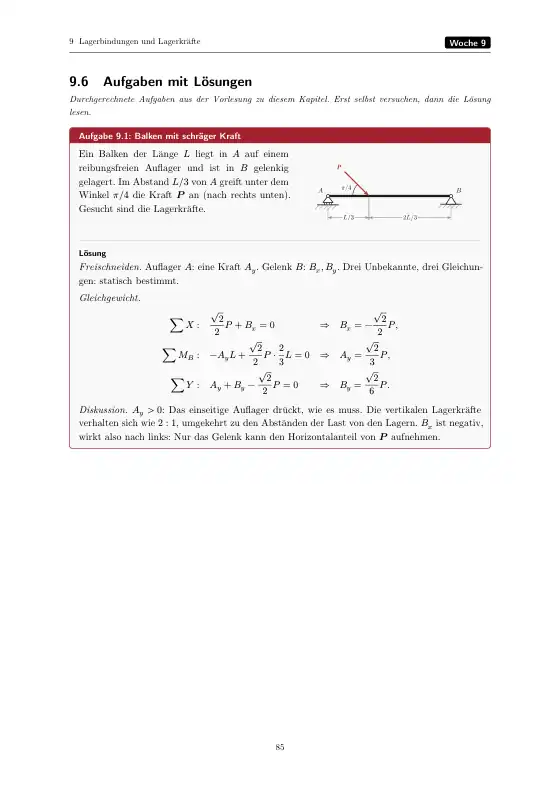 9 Lagerbindungen und Lagerkräfte
Woche 9
9.6 Aufgaben mit Lösungen
Durchgerechnete Aufgaben aus der Vorlesung zu diesem Kapitel. Erst selbst versuchen, dann die Lösung
lesen.
Aufgabe 9.1: Balken mit schräger Kraft
Ein Balken der Länge L liegt in A auf einem
reibungsfreien Auflager und ist in B gelenkig
gelagert. Im Abstand L/3 von A greift unter dem
Winkel π/4 die Kraft P an (nach rechts unten).
Gesucht sind die Lagerkräfte.
P
A π/4 B
L/3 2L/3
Lösung
Freischneiden. Auflager A: eine Kraft A_y. Gelenk B: B_x, B_y. Drei Unbekannte, drei Gleichun-
gen: statisch bestimmt.
Gleichgewicht.
∑ X : √2/2 P + B_x = 0 ⇒ B_x = −√2/2 P,
∑ M_B : −A_y L + √2/2 P · 2/3 L = 0 ⇒ A_y = √2/3 P,
∑ Y : A_y + B_y − √2/2 P = 0 ⇒ B_y = √2/6 P.
Diskussion. A_y > 0: Das einseitige Auflager drückt, wie es muss. Die vertikalen Lagerkräfte
verhalten sich wie 2 : 1, umgekehrt zu den Abständen der Last von den Lagern. B_x ist negativ,
wirkt also nach links: Nur das Gelenk kann den Horizontalanteil von P aufnehmen.
85